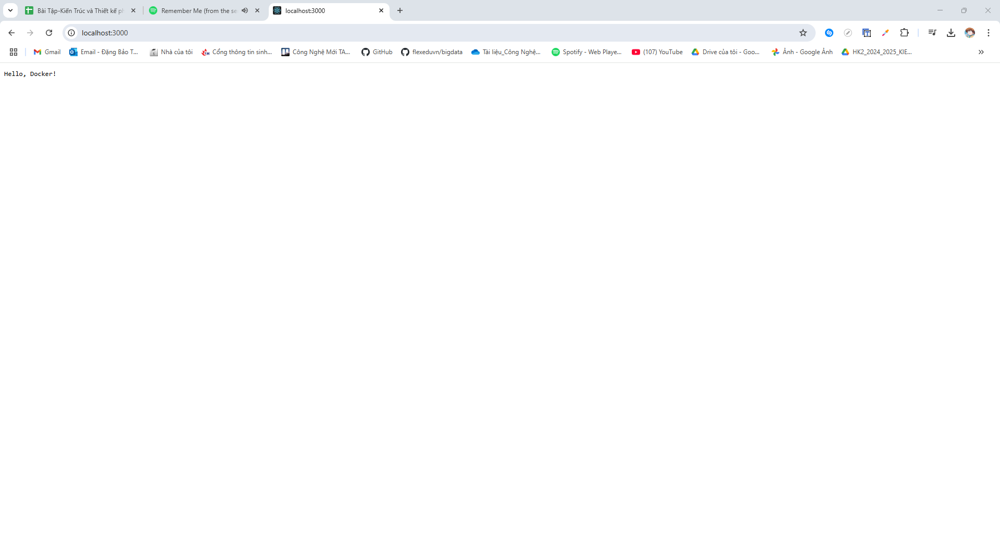 Bài Tập-Kiến Trúc và Thiết kế ph
Remember Me (from the se
localhost:3000
localhost:3000
Gmail
Email - Đặng Bảo T...
Nhà của tôi
Cổng thông tin sinh...
Công Nghệ Mới TA...
GitHub
flexeduvn/bigdata
Tài liệu_Công Nghệ...
Spotify - Web Playe...
(107) YouTube
Drive của tôi - Goo...
Ảnh - Google Ảnh
HK2_2024_2025_KIE...
Hello, Docker!